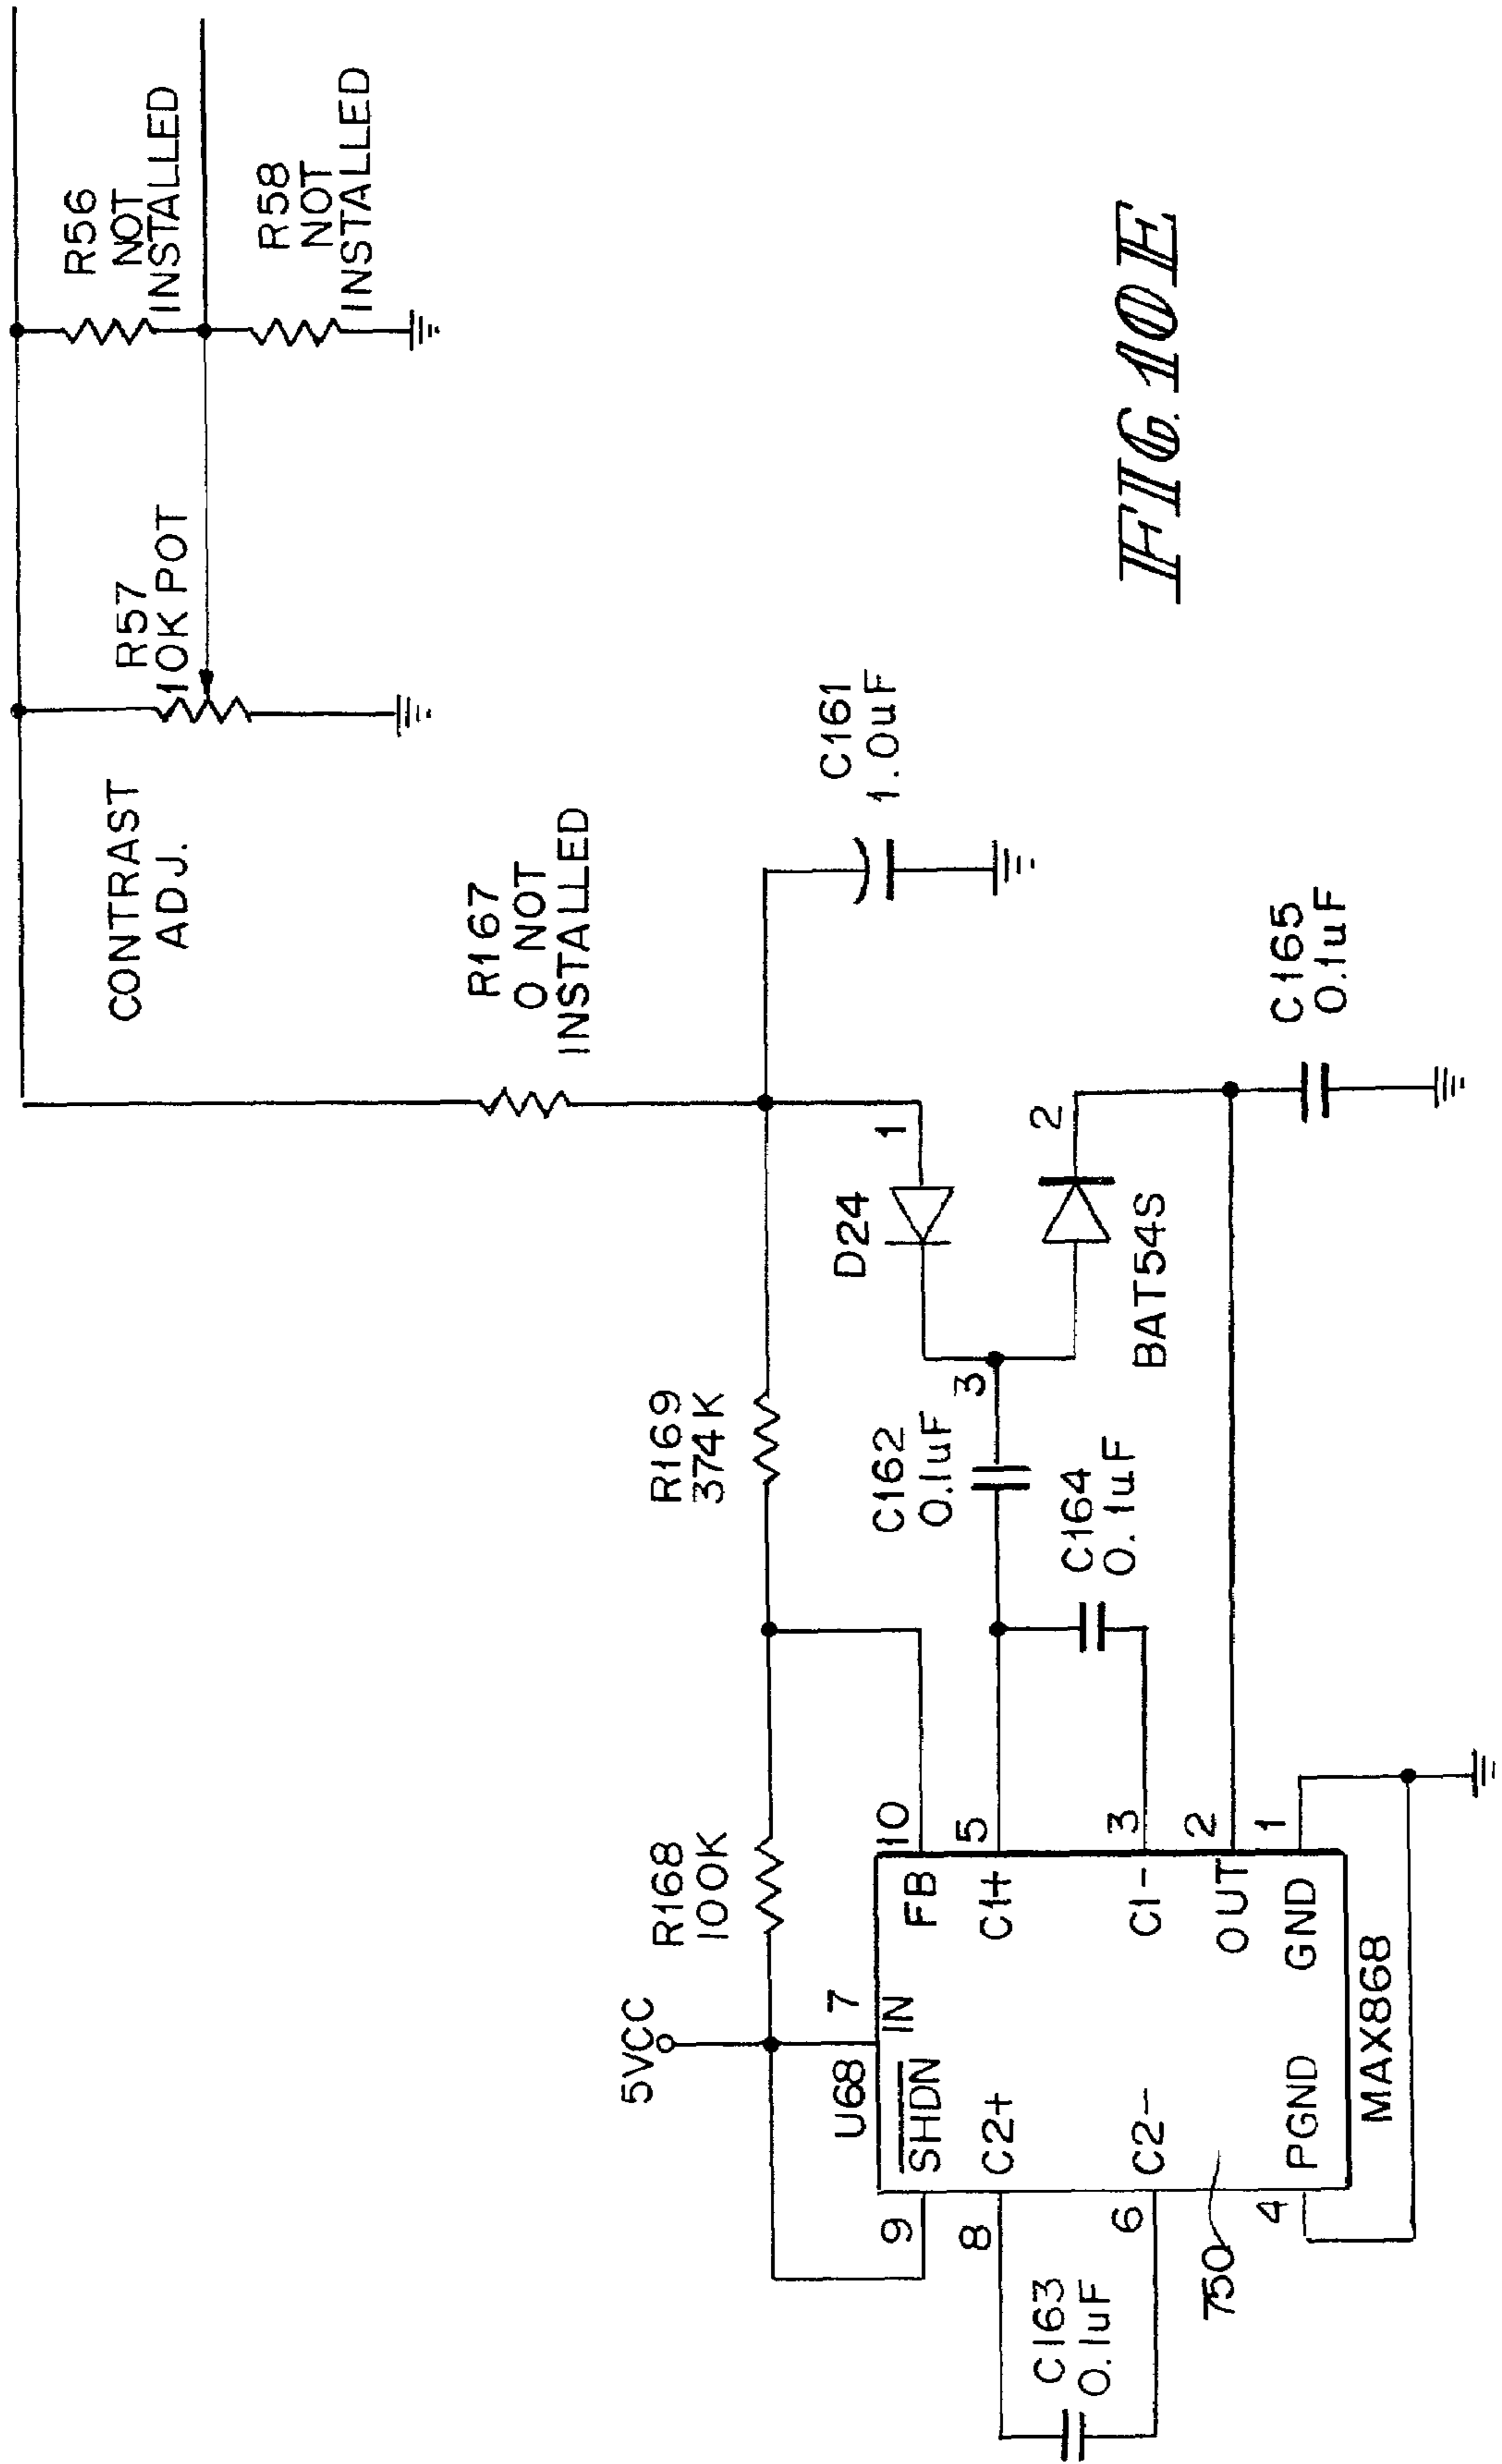 R56
NOT
INSTALLED
R58
NOT
INSTALLED
R57
10K POT
CONTRAST
ADJ.
R167
0 NOT
INSTALLED
C161
1.0uF
R169
374K
D24
1
2
3
BAT54S
C165
0.1uF
C162
0.1uF
C164
0.1uF
R168
100K
5VCC
U68
7
IN
10
FB
5
C1+
3
C1-
2
OUT
1
GND
9
SHDN
8
C2+
6
C2-
4
PGND
MAX868
750
C163
0.1uF
FIG. 10E